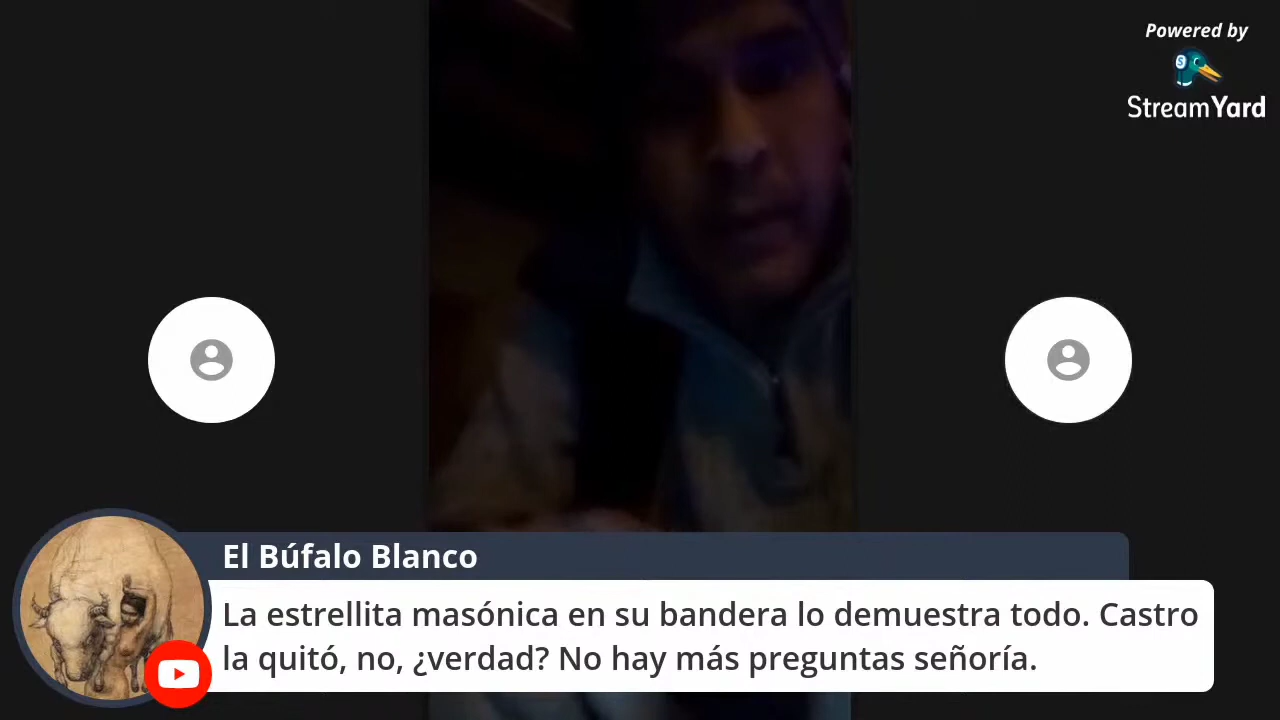 Powered by
StreamYard
El Búfalo Blanco
La estrellita masónica en su bandera lo demuestra todo. Castro
la quitó, no, ¿verdad? No hay más preguntas señoría.